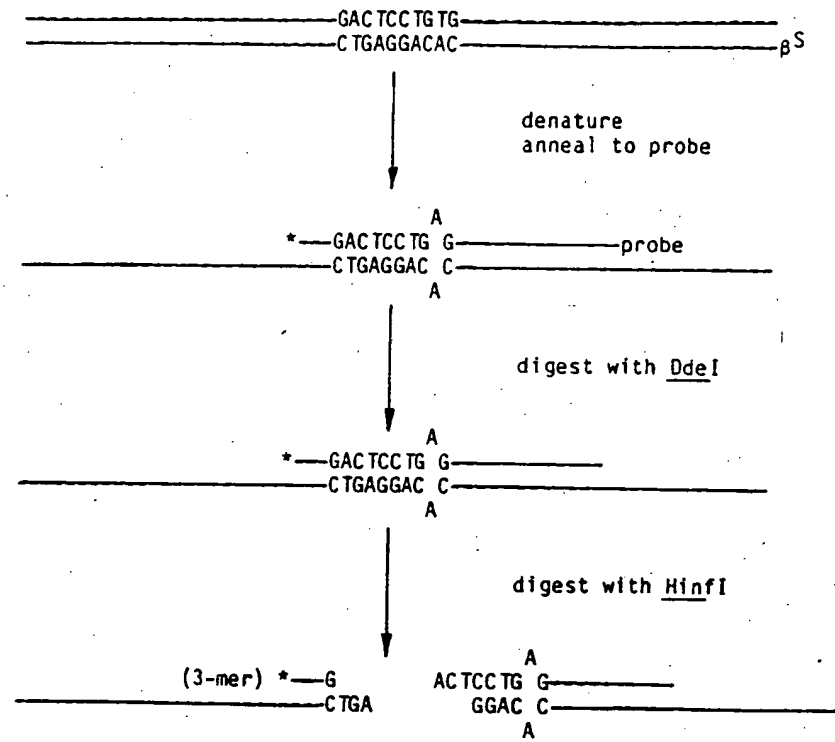 GACTCCTGTG
CTGAGGACAC βS
denature
anneal to probe
A
*—GACTCCTG G—probe
CTGAGGAC C
A
digest with DdeI
A
*—GACTCCTG G
CTGAGGAC C
A
digest with HinfI
A
(3-mer) *—G ACTCCTG G
CTGA GGAC C
A